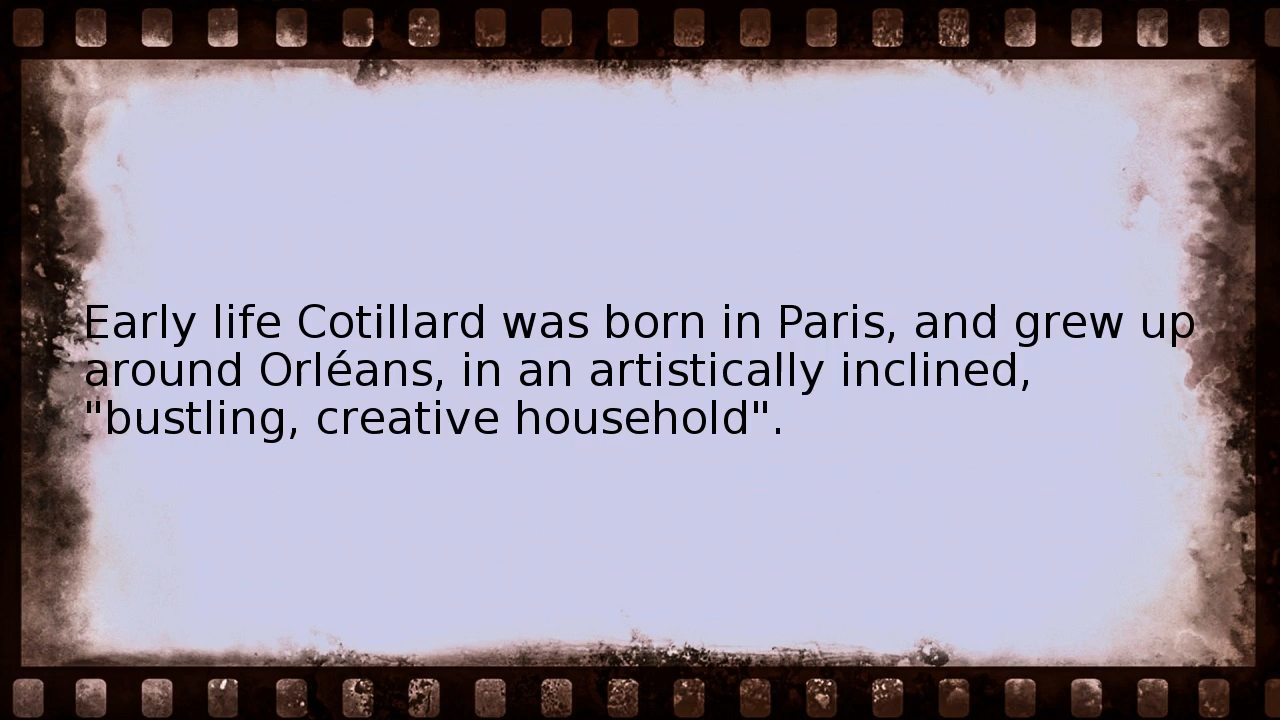 Early life Cotillard was born in Paris, and grew up
around Orléans, in an artistically inclined,
"bustling, creative household".